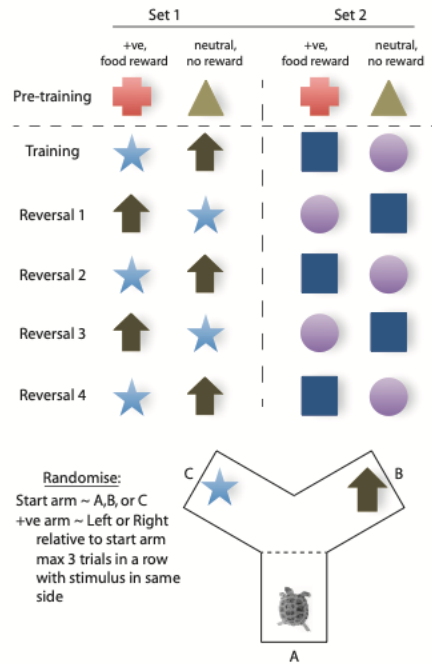 Set 1 Set 2
+ve, neutral, +ve, neutral,
food reward no reward food reward no reward
Pre-training
Training
Reversal 1
Reversal 2
Reversal 3
Reversal 4
Randomise:
Start arm ~ A,B, or C
+ve arm ~ Left or Right
relative to start arm
max 3 trials in a row
with stimulus in same
side
C
B
A